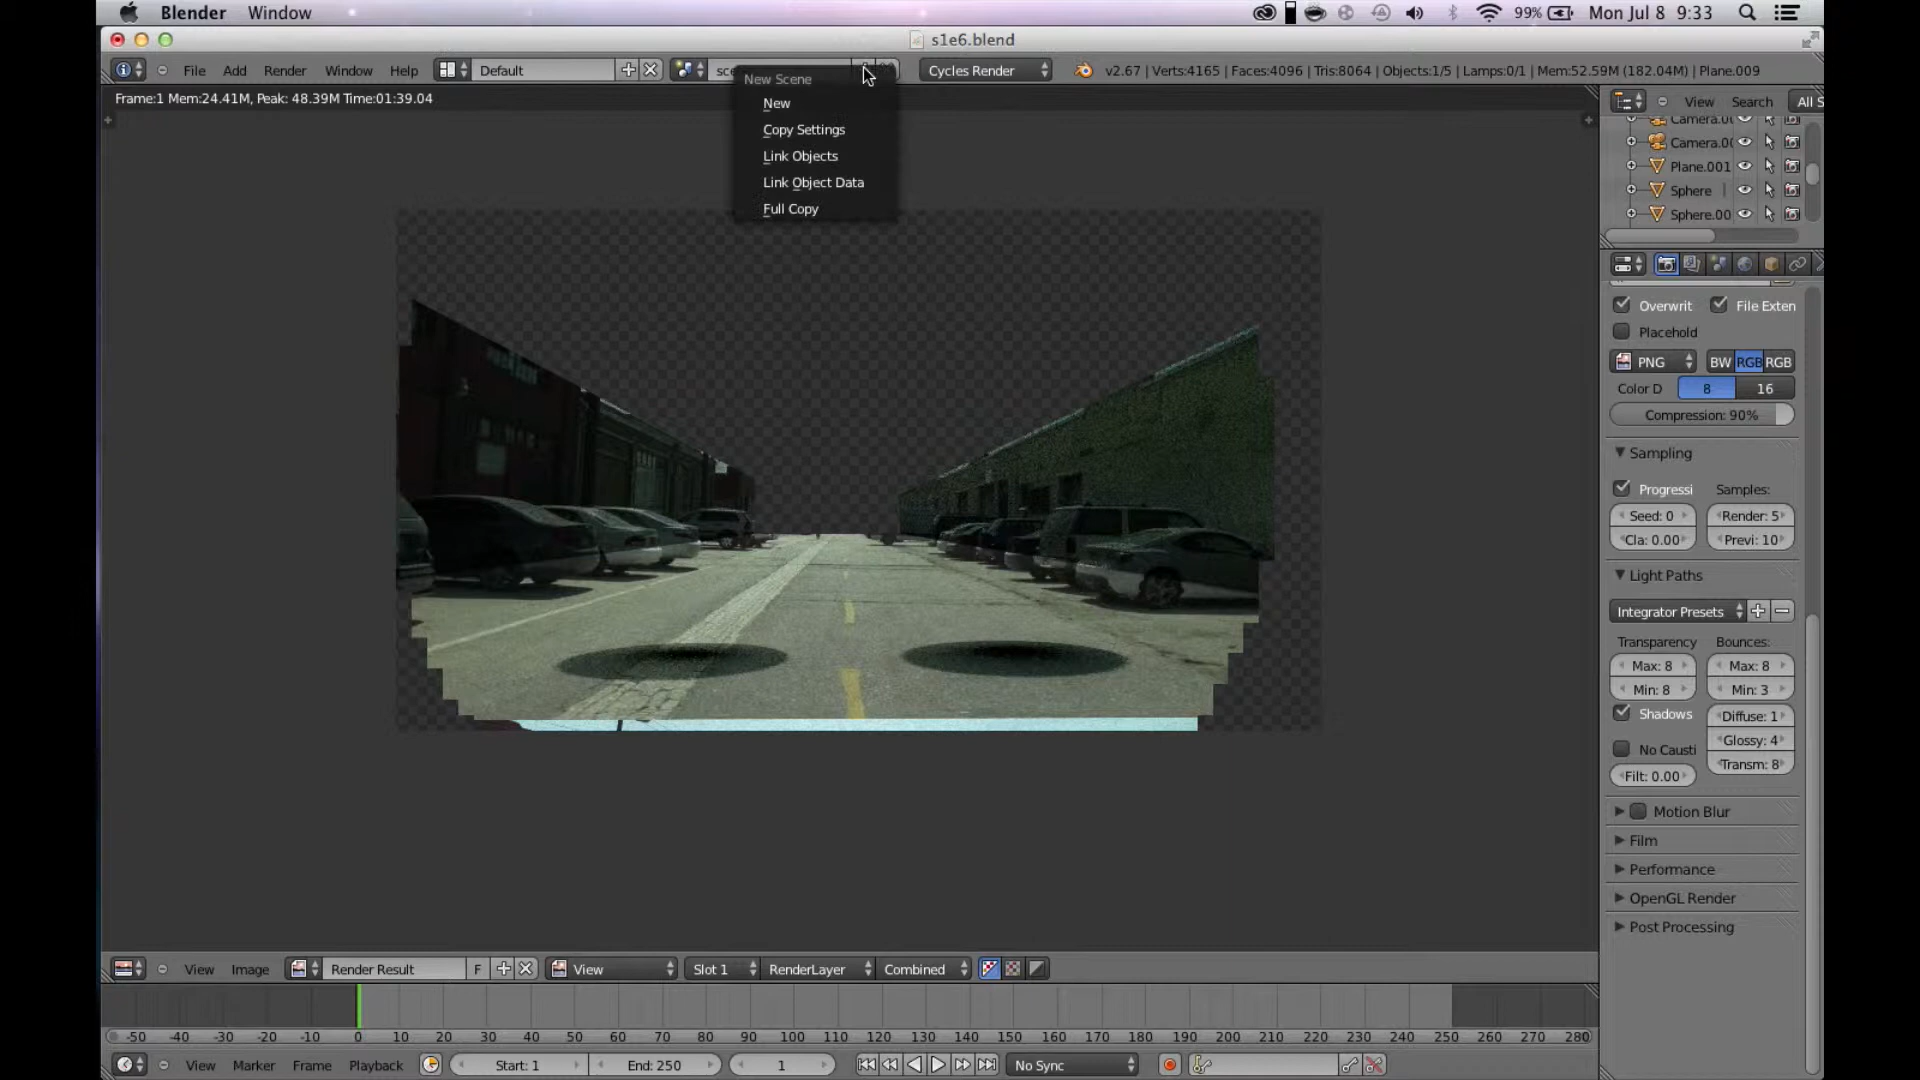 Blender Window 99% Mon Jul 8 9:33
s1e6.blend
File Add Render Window Help Default Cycles Render v2.67 | Verts:4165 | Faces:4096 | Tris:8064 | Objects:1/5 | Lamps:0/1 | Mem:52.59M (182.04M) | Plane.009
New Scene
New
Copy Settings
Link Objects
Link Object Data
Full Copy
Frame:1 Mem:24.41M, Peak: 48.39M Time:01:39.04
View Search All S
Camera.00
Camera.00
Plane.001
Sphere
Sphere.00
Overwrit File Exten
Placehold
PNG BW RGB RGB
Color D 8 16
Compression: 90%
Sampling
Progressi Samples:
Seed: 0 Render: 5
Cla: 0.00 Previ: 10
Light Paths
Integrator Presets
Transparency Bounces:
Max: 8 Max: 8
Min: 8 Min: 3
Shadows Diffuse: 1
No Causti Glossy: 4
Filt: 0.00 Transm: 8
Motion Blur
Film
Performance
OpenGL Render
Post Processing
View Image Render Result F View Slot 1 RenderLayer Combined
-50 -40 -30 -20 -10 0 10 20 30 40 50 60 70 80 90 100 110 120 130 140 150 160 170 180 190 200 210 220 230 240 250 260 270 280
View Marker Frame Playback Start: 1 End: 250 1 No Sync